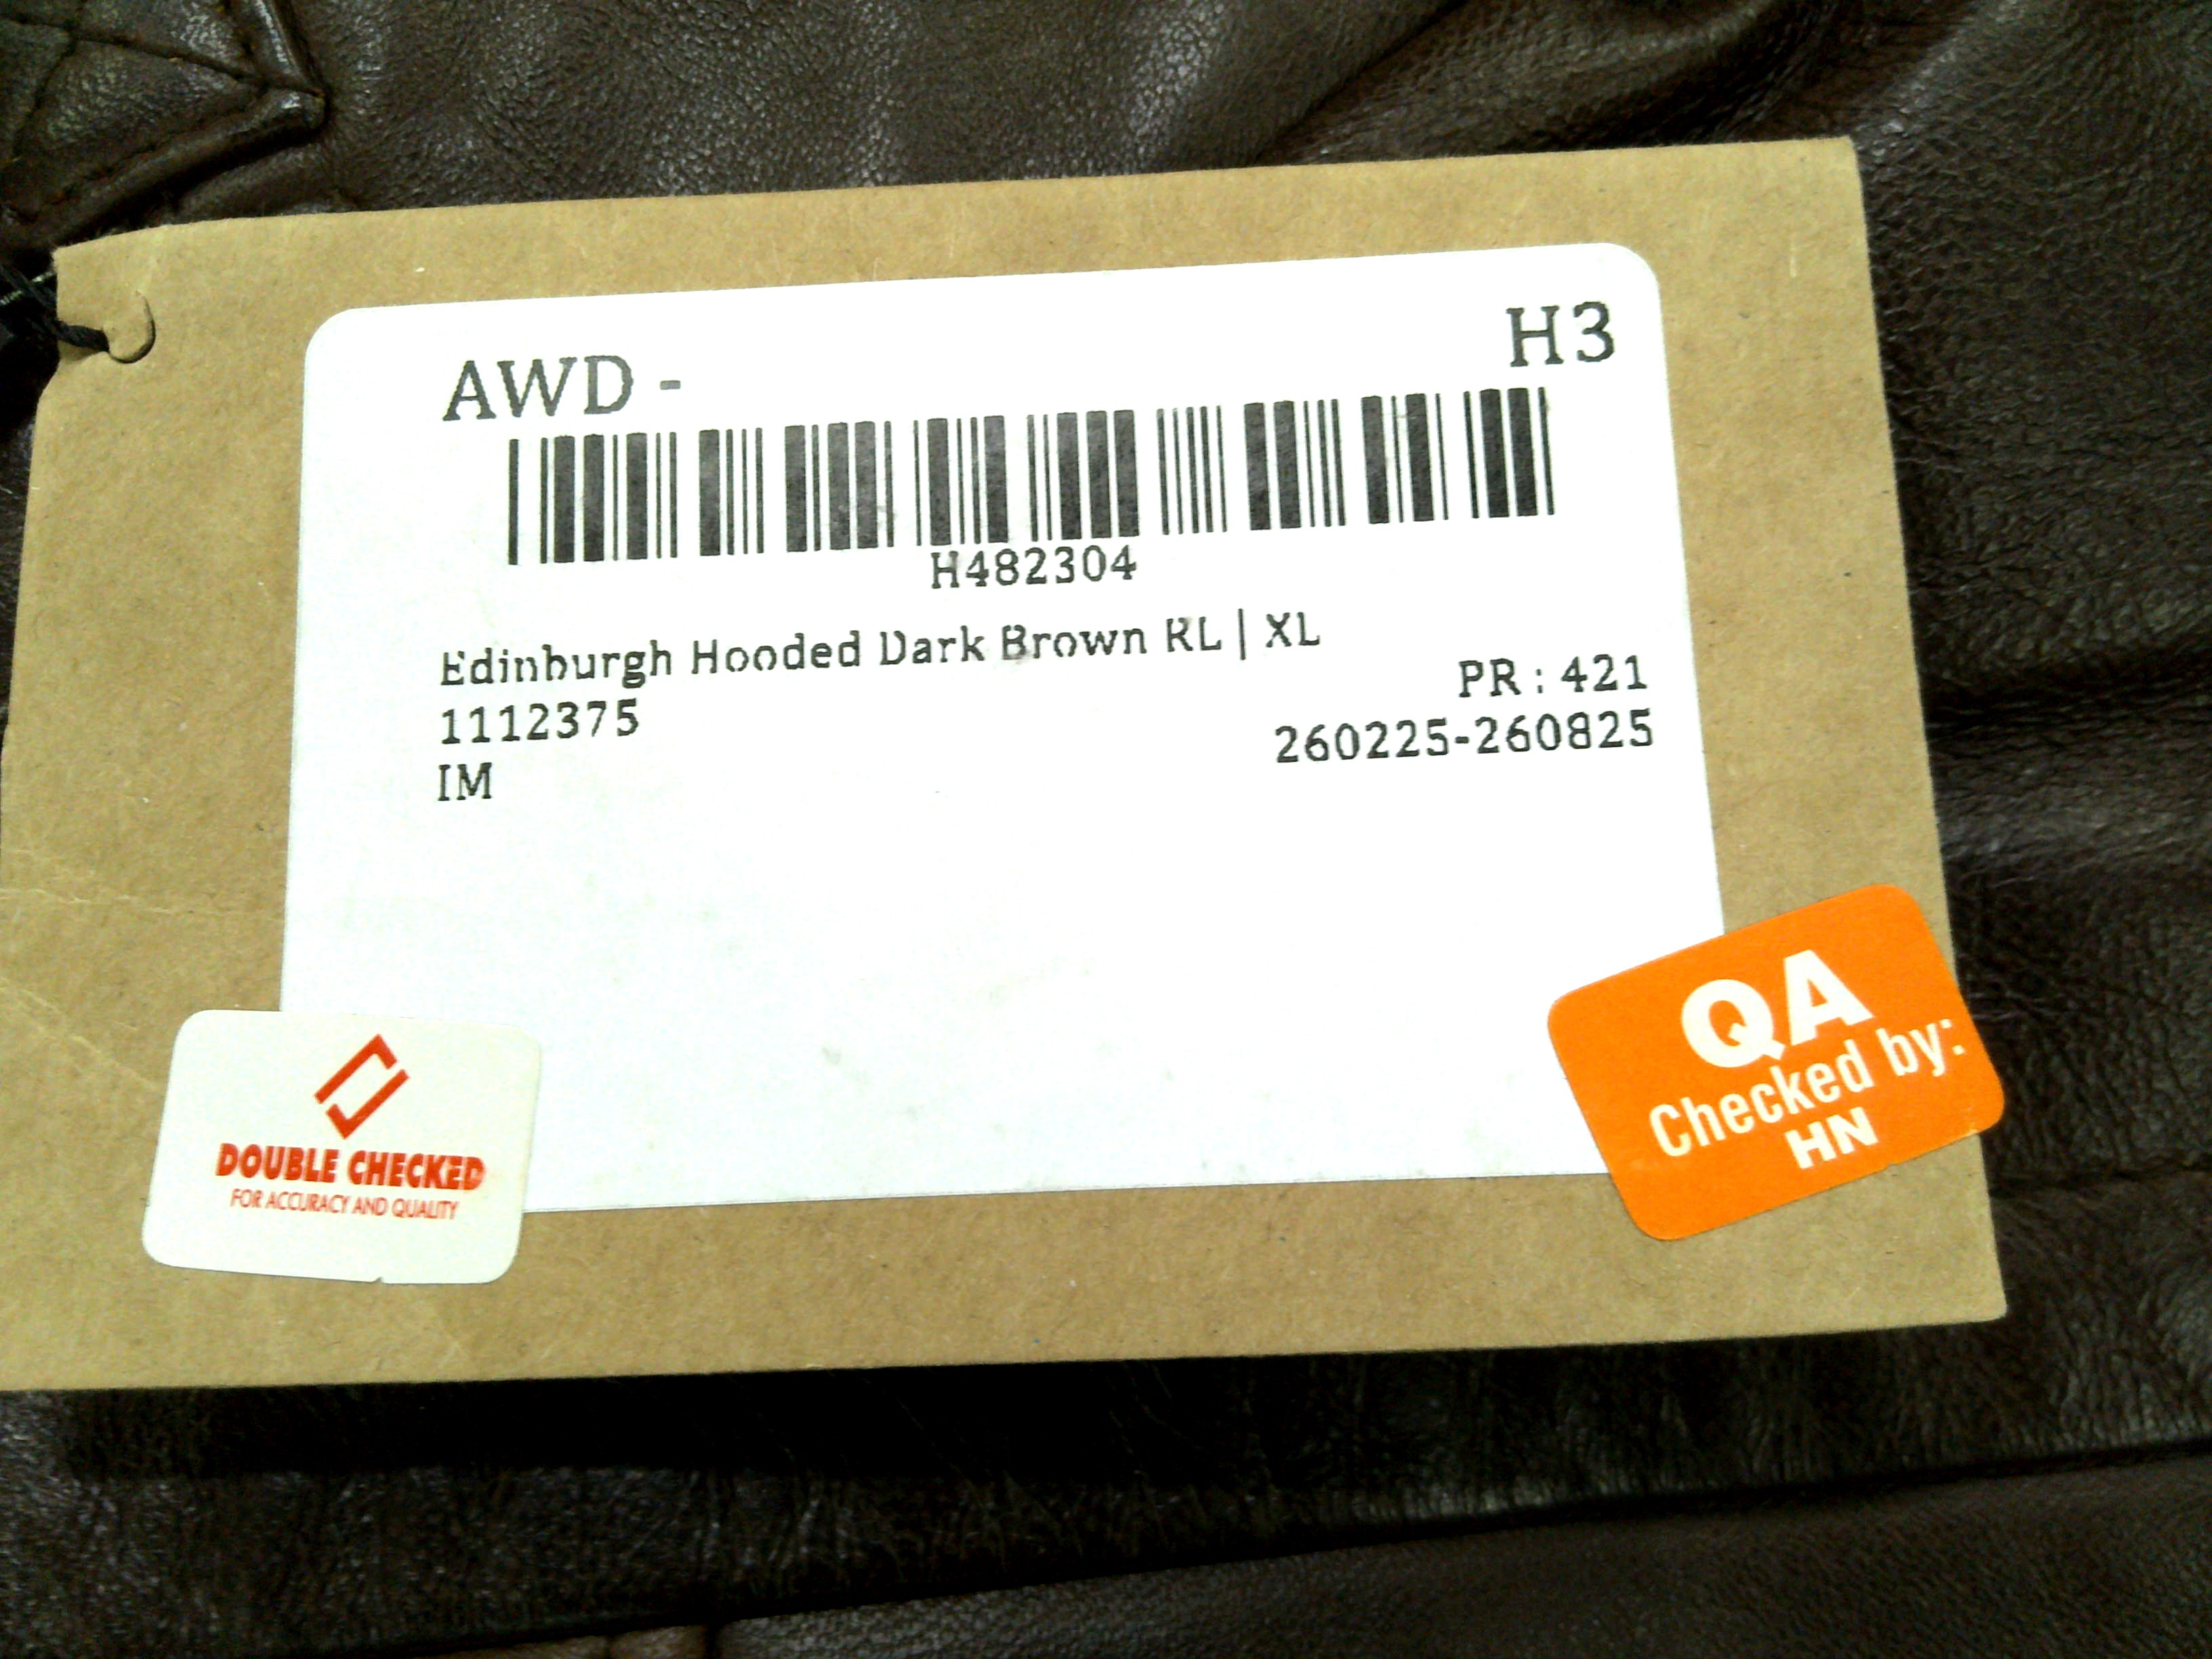 AWD - H3
H482304
Edinburgh Hooded Dark Brown RL | XL
PR : 421
1112375
260225-260825
IM
QA
Checked by:
HN
DOUBLE CHECKED
FOR ACCURACY AND QUALITY